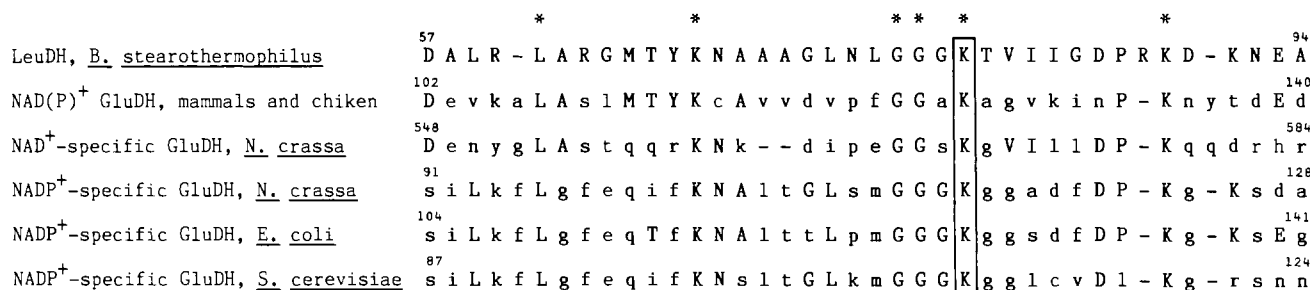 * * * * * *
57 94
LeuDH, B. stearothermophilus D A L R - L A R G M T Y K N A A A G L N L G G G K T V I I G D P R K D - K N E A
102 140
NAD(P)+ GluDH, mammals and chiken D e v k a L A s l M T Y K c A v v d v p f G G a K a g v k i n P - K n y t d E d
548 584
NAD+-specific GluDH, N. crassa D e n y g L A s t q q r K N k - - d i p e G G s K g V I l l D P - K q q d r h r
91 128
NADP+-specific GluDH, N. crassa s i L k f L g f e q i f K N A l t G L s m G G G K g g a d f D P - K g - K s d a
104 141
NADP+-specific GluDH, E. coli s i L k f L g f e q T f K N A l t t L p m G G G K g g s d f D P - K g - K s E g
87 124
NADP+-specific GluDH, S. cerevisiae s i L k f L g f e q i f K N s l t G L k m G G G K g g l c v D l - K g - r s n n